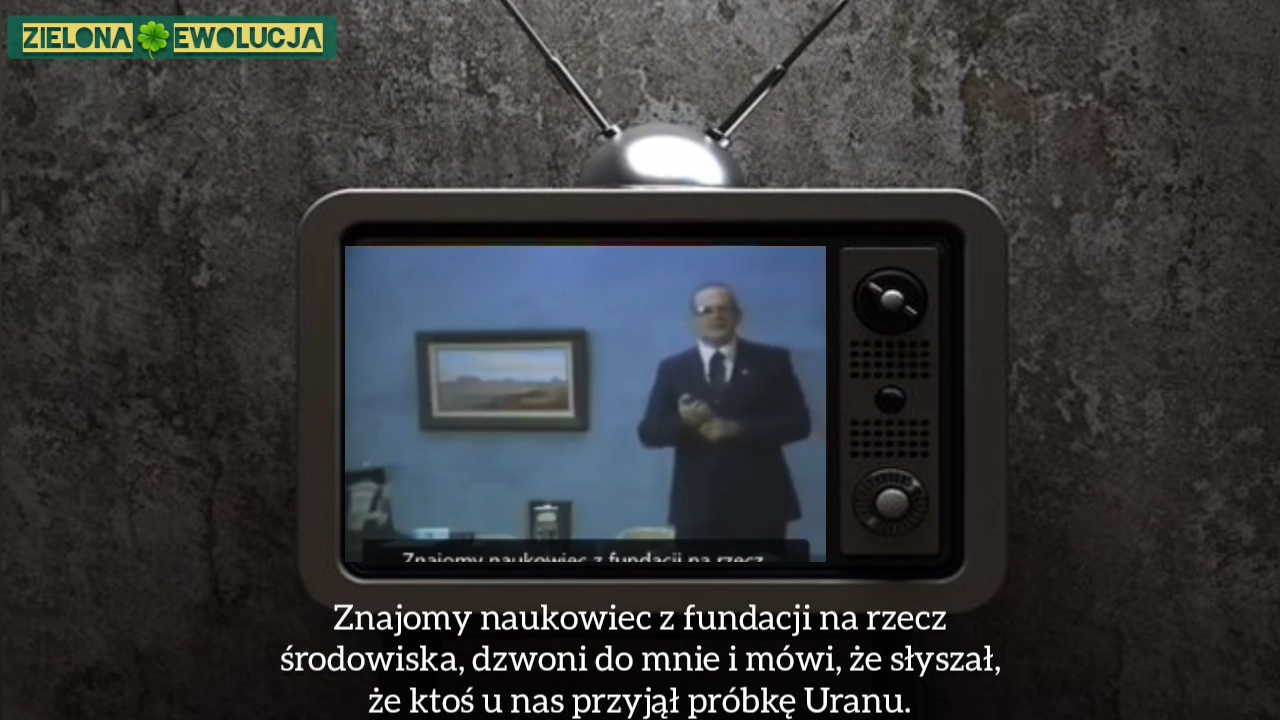 ZIELONA EWOLUCJA
Znajomy naukowiec z fundacji na rzecz
Znajomy naukowiec z fundacji na rzecz
środowiska, dzwoni do mnie i mówi, że słyszał,
że ktoś u nas przyjął próbkę Uranu.